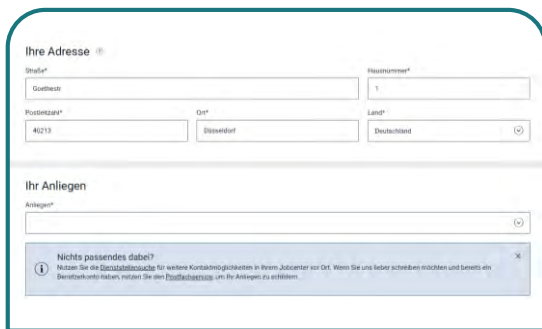 Ihre Adresse
Straße*
Hausnummer*
Goethestr
1
Postleitzahl*
Ort*
Land*
40213
Düsseldorf
Deutschland
Ihr Anliegen
Anliegen*
Nichts passendes dabei?
Nutzen Sie die Dienststellensuche für weitere Kontaktmöglichkeiten in Ihrem Jobcenter vor Ort. Wenn Sie uns lieber schreiben möchten und bereits ein
Benutzerkonto haben, nutzen Sie den Postfachservice, um Ihr Anliegen zu schildern.